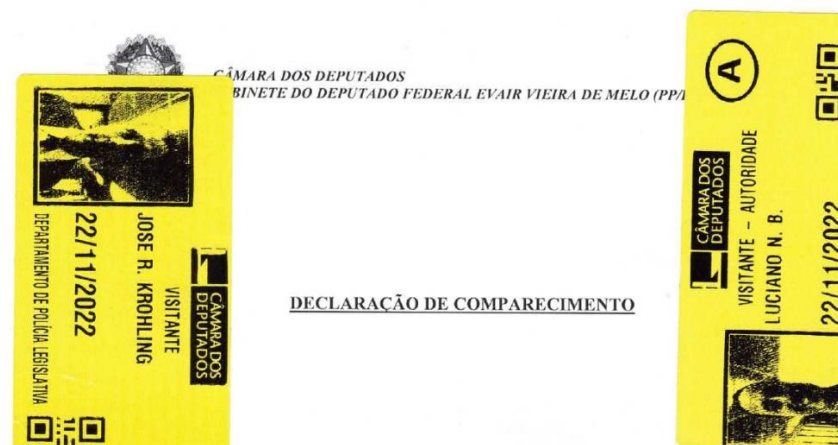 CÂMARA DOS DEPUTADOS
BINETE DO DEPUTADO FEDERAL EVAIR VIEIRA DE MELO (PP/
DECLARAÇÃO DE COMPARECIMENTO
CÂMARA DOS
DEPUTADOS
VISITANTE
JOSE R. KROHLING
22/11/2022
DEPARTAMENTO DE POLÍCIA LEGISLATIVA
A
CÂMARA DOS
DEPUTADOS
VISITANTE - AUTORIDADE
LUCIANO N. B.
22/11/2022